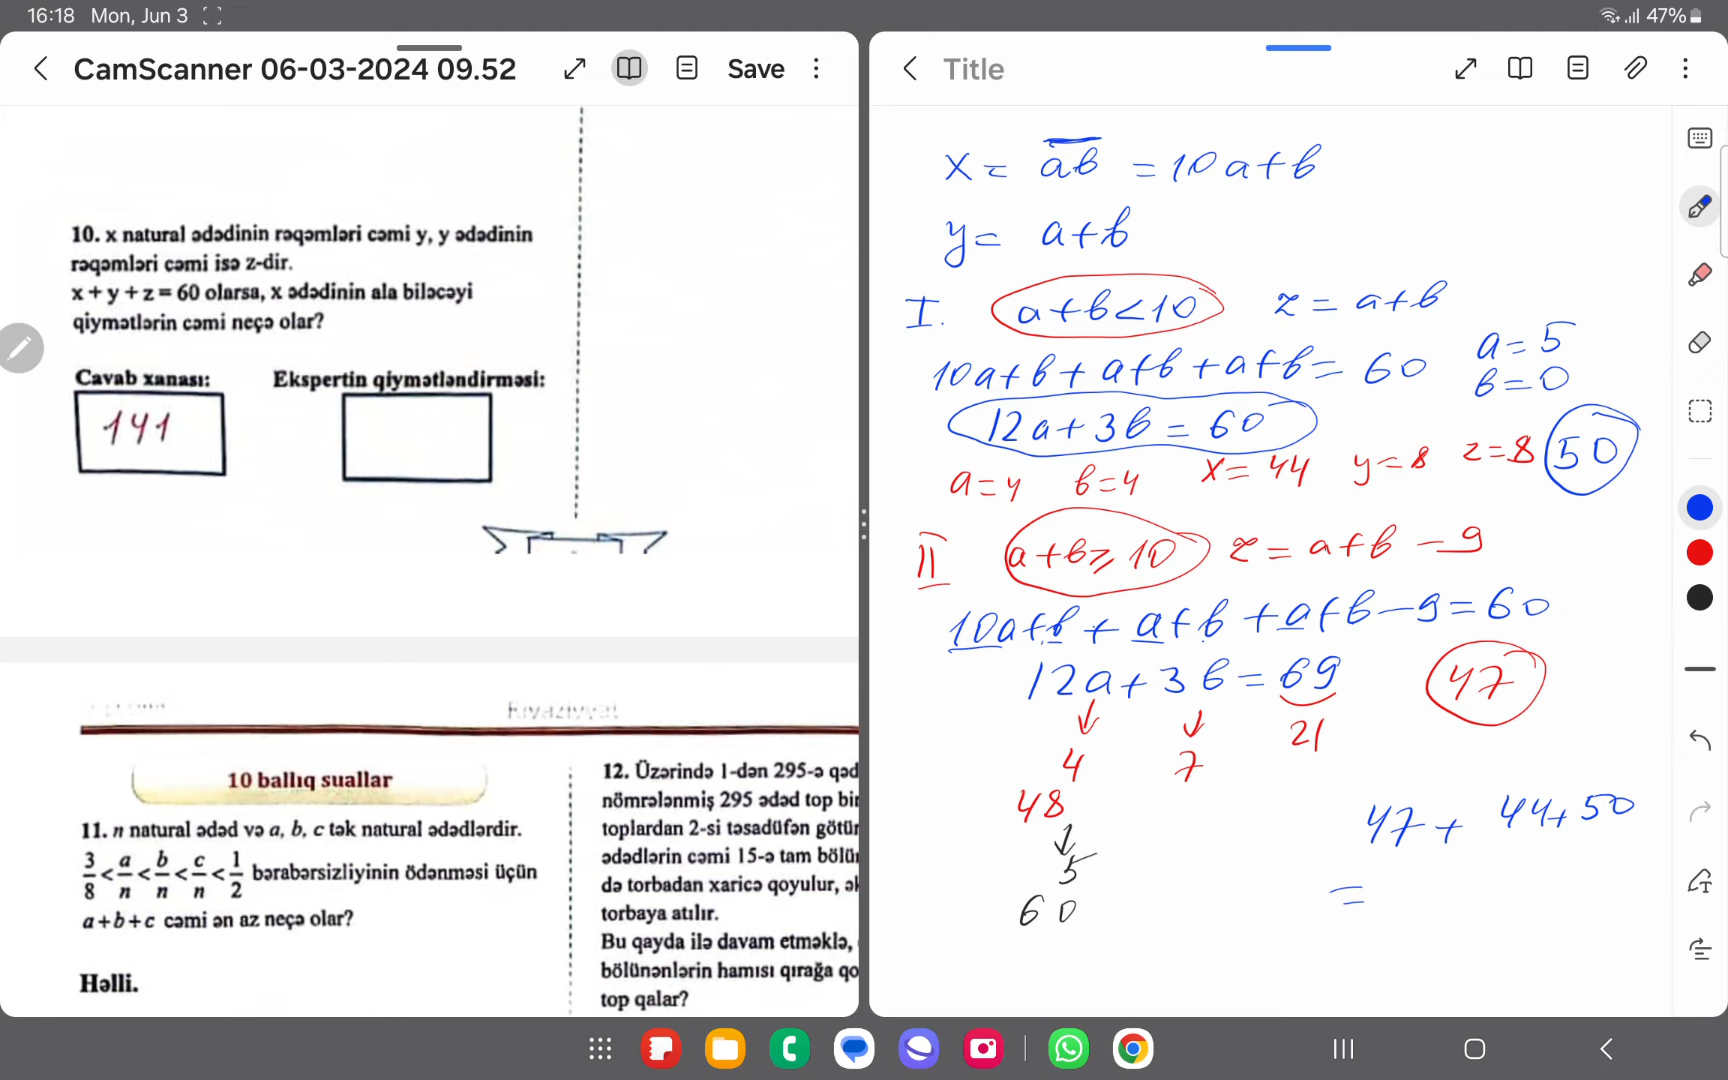 16:18 Mon, Jun 3
47%
CamScanner 06-03-2024 09.52
Save
10. x natural ədədinin rəqəmləri cəmi y, y ədədinin
rəqəmləri cəmi isə z-dir.
x + y + z = 60 olarsa, x ədədinin ala biləcəyi
qiymətlərin cəmi neçə olar?
Cavab xanası:
Ekspertin qiymətləndirməsi:
141
Riyaziyyat
10 ballıq suallar
11. n natural ədəd və a, b, c tək natural ədədlərdir.
3/8 < a/n < b/n < c/n < 1/2 bərabərsizliyinin ödənməsi üçün
a+b+c cəmi ən az neçə olar?
Həlli.
12. Üzərində 1-dən 295-ə qəd
nömrələnmiş 295 ədəd top bir
toplardan 2-si təsadüfən götür
ədədlərin cəmi 15-ə tam bölü
də torbadan xaricə qoyulur, əl
torbaya atılır.
Bu qayda ilə davam etməklə,
bölünənlərin hamısı qırağa qo
top qalar?
Title
x = ab = 10a+b
y = a+b
I. a+b<10 z = a+b
a=5
10a+b+a+b+a+b=60
b=0
12a+3b=60
50
a=4 b=4 x=44 y=8 z=8
II a+b≥10 z = a+b-9
10a+b+a+b+a+b-9=60
12a+3b=69
47
21
4 7
48
47+44+50
5
=
60